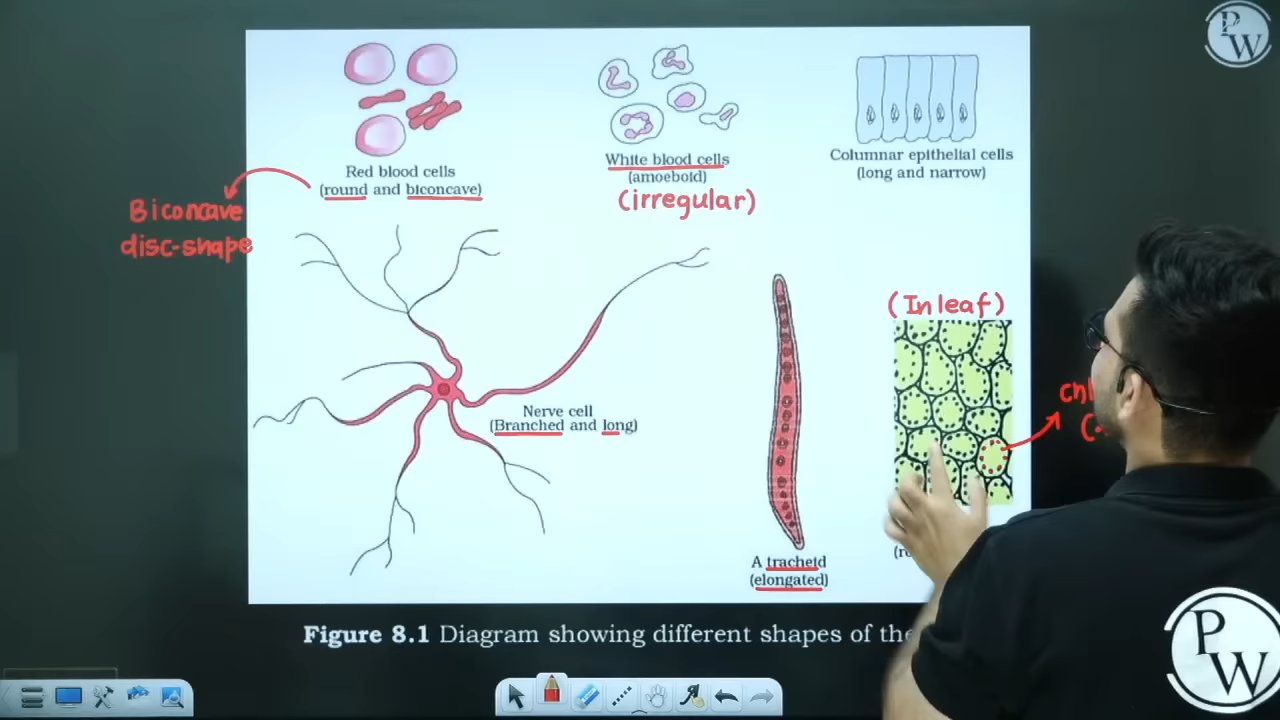 PW
Red blood cells
(round and biconcave)
White blood cells
(amoeboid)
(irregular)
Columnar epithelial cells
(long and narrow)
Biconcave
disc-shape
(In leaf)
Nerve cell
(Branched and long)
A tracheid
(elongated)
Figure 8.1 Diagram showing different shapes of the
PW